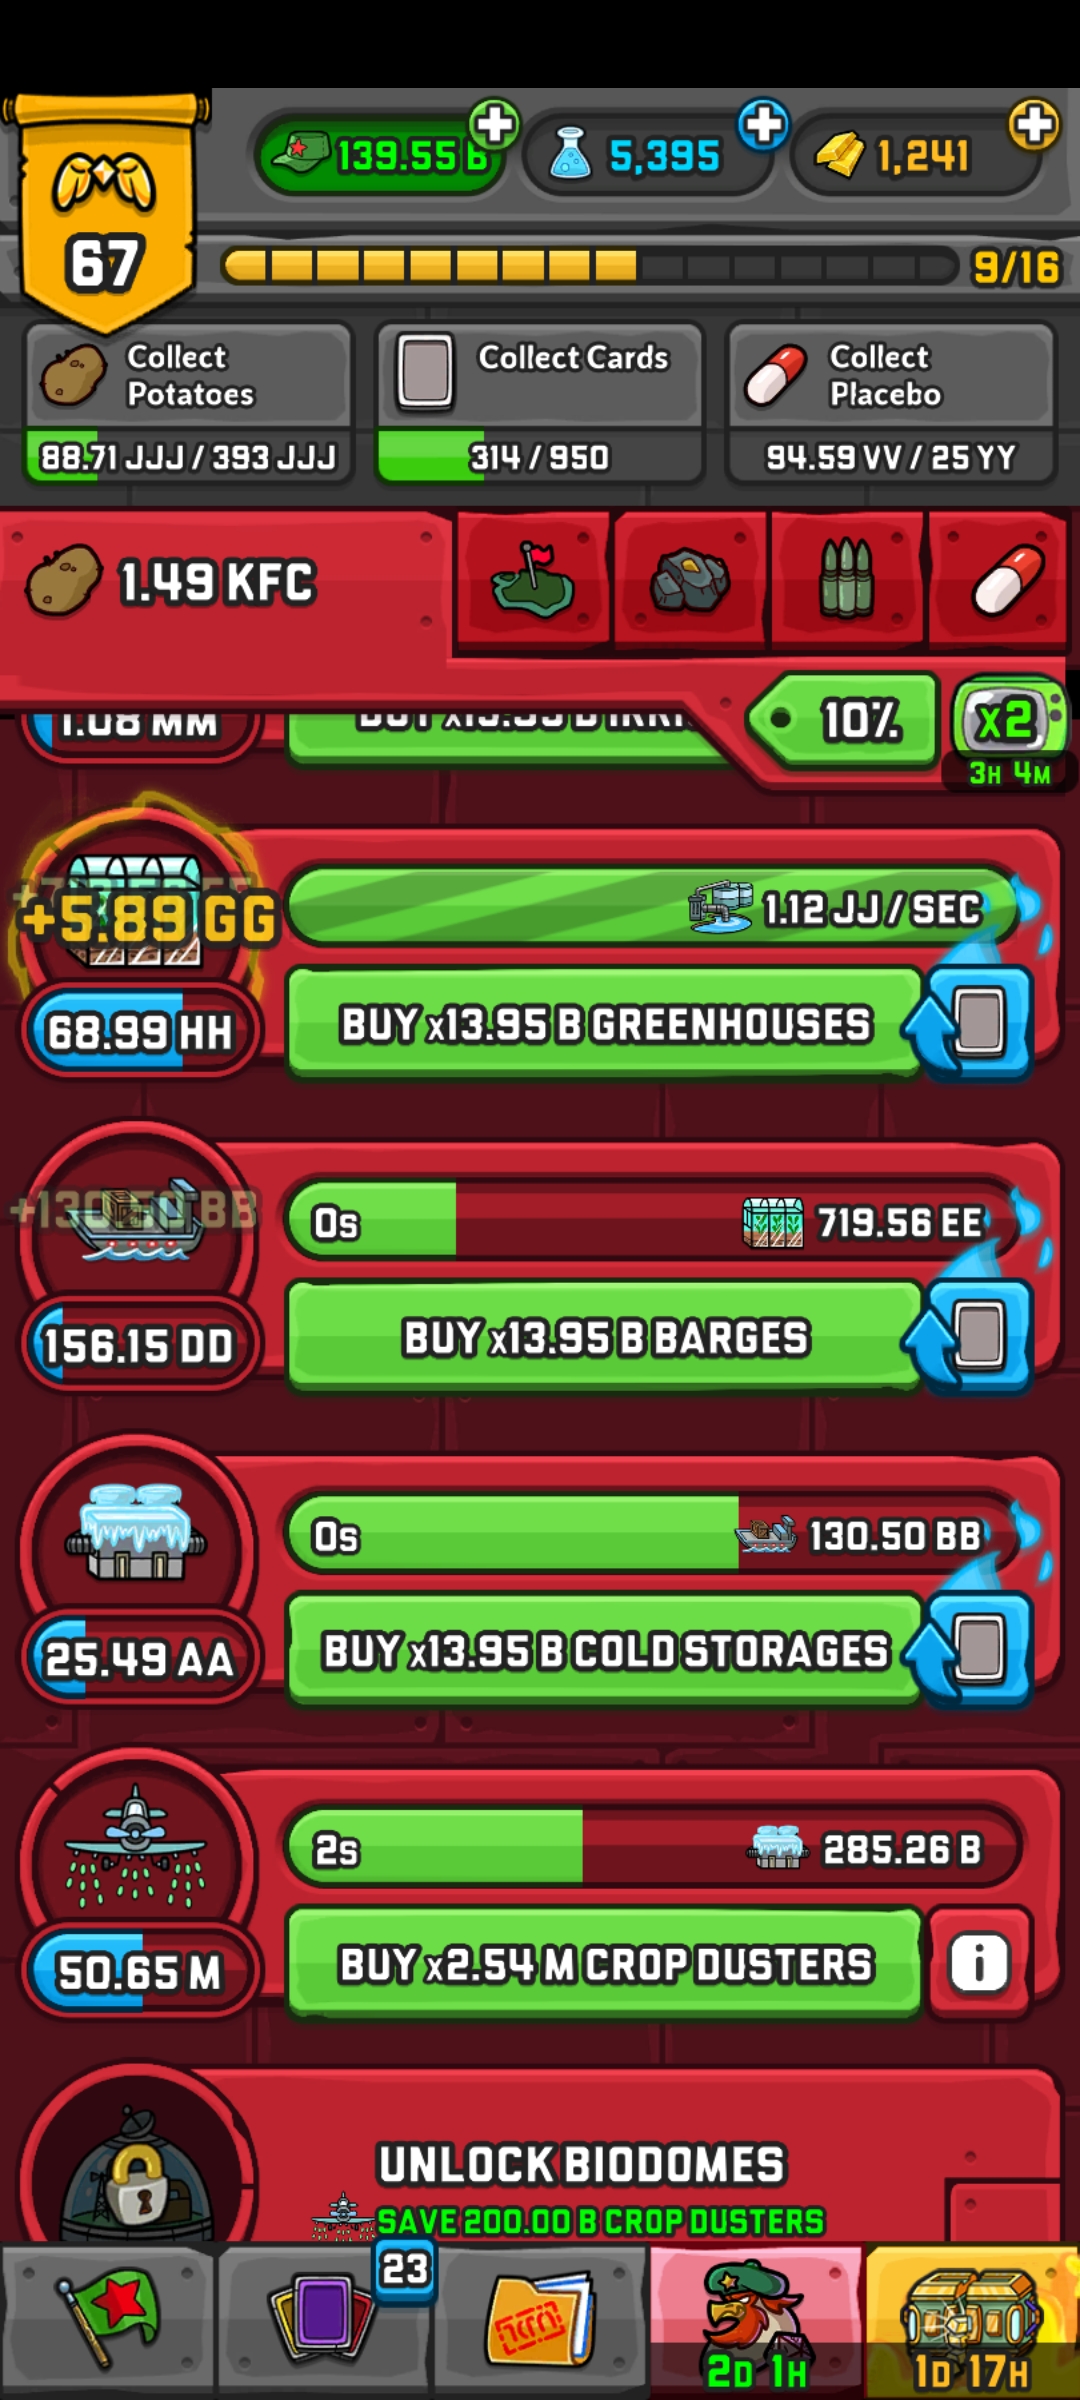 139.55 B
5,395
1,241
67
9/16
Collect
Potatoes
88.71 JJJ / 393 JJJ
Collect Cards
314 / 950
Collect
Placebo
94.59 VV / 25 YY
1.49 KFC
10%
x2
3H 4M
1.08 MM
+5.89 GG
1.12 JJ / SEC
68.99 HH
BUY x13.95 B GREENHOUSES
0s
719.56 EE
156.15 DD
BUY x13.95 B BARGES
0s
130.50 BB
25.49 AA
BUY x13.95 B COLD STORAGES
2s
285.26 B
50.65 M
BUY x2.54 M CROP DUSTERS
UNLOCK BIODOMES
SAVE 200.00 B CROP DUSTERS
23
2D 1H
1D 17H